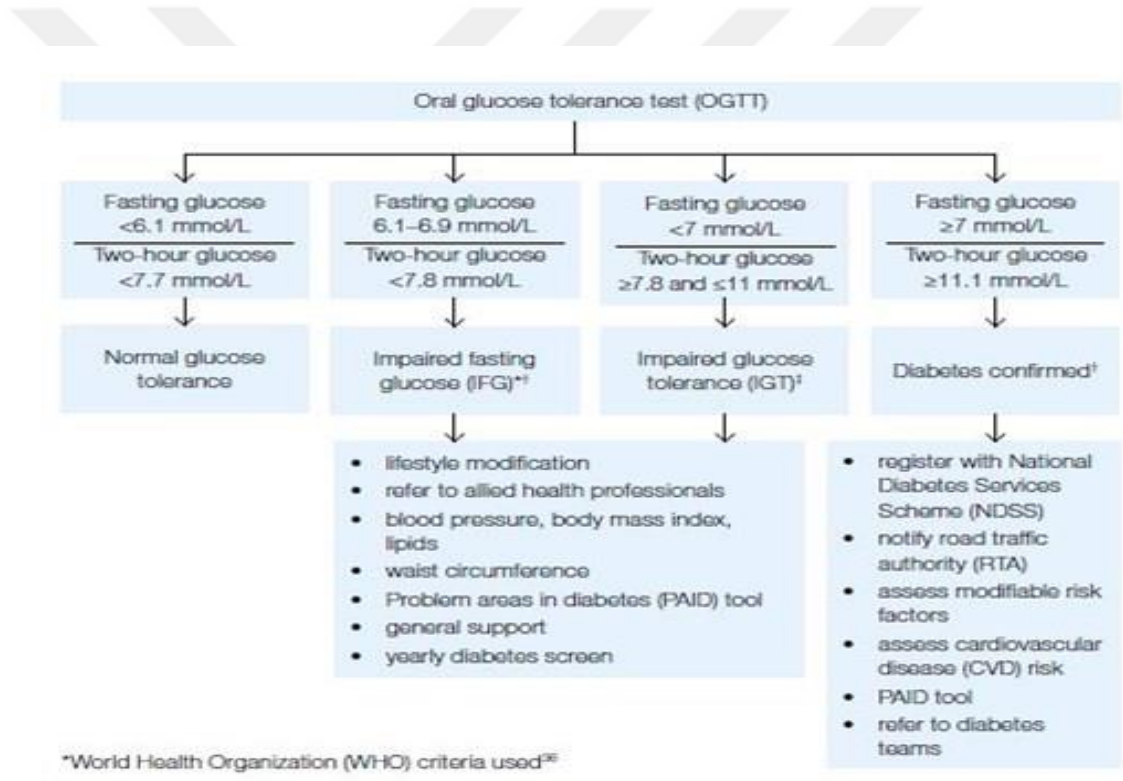 Oral glucose tolerance test (OGTT)
Fasting glucose
<6.1 mmol/L
Two-hour glucose
<7.7 mmol/L
Fasting glucose
6.1–6.9 mmol/L
Two-hour glucose
<7.8 mmol/L
Fasting glucose
<7 mmol/L
Two-hour glucose
≥7.8 and ≤11 mmol/L
Fasting glucose
≥7 mmol/L
Two-hour glucose
≥11.1 mmol/L
Normal glucose
tolerance
Impaired fasting
glucose (IFG)*†
Impaired glucose
tolerance (IGT)‡
Diabetes confirmed†
• lifestyle modification
• refer to allied health professionals
• blood pressure, body mass index,
lipids
• waist circumference
• Problem areas in diabetes (PAID) tool
• general support
• yearly diabetes screen
• register with National
Diabetes Services
Scheme (NDSS)
• notify road traffic
authority (RTA)
• assess modifiable risk
factors
• assess cardiovascular
disease (CVD) risk
• PAID tool
• refer to diabetes
teams
*World Health Organization (WHO) criteria used